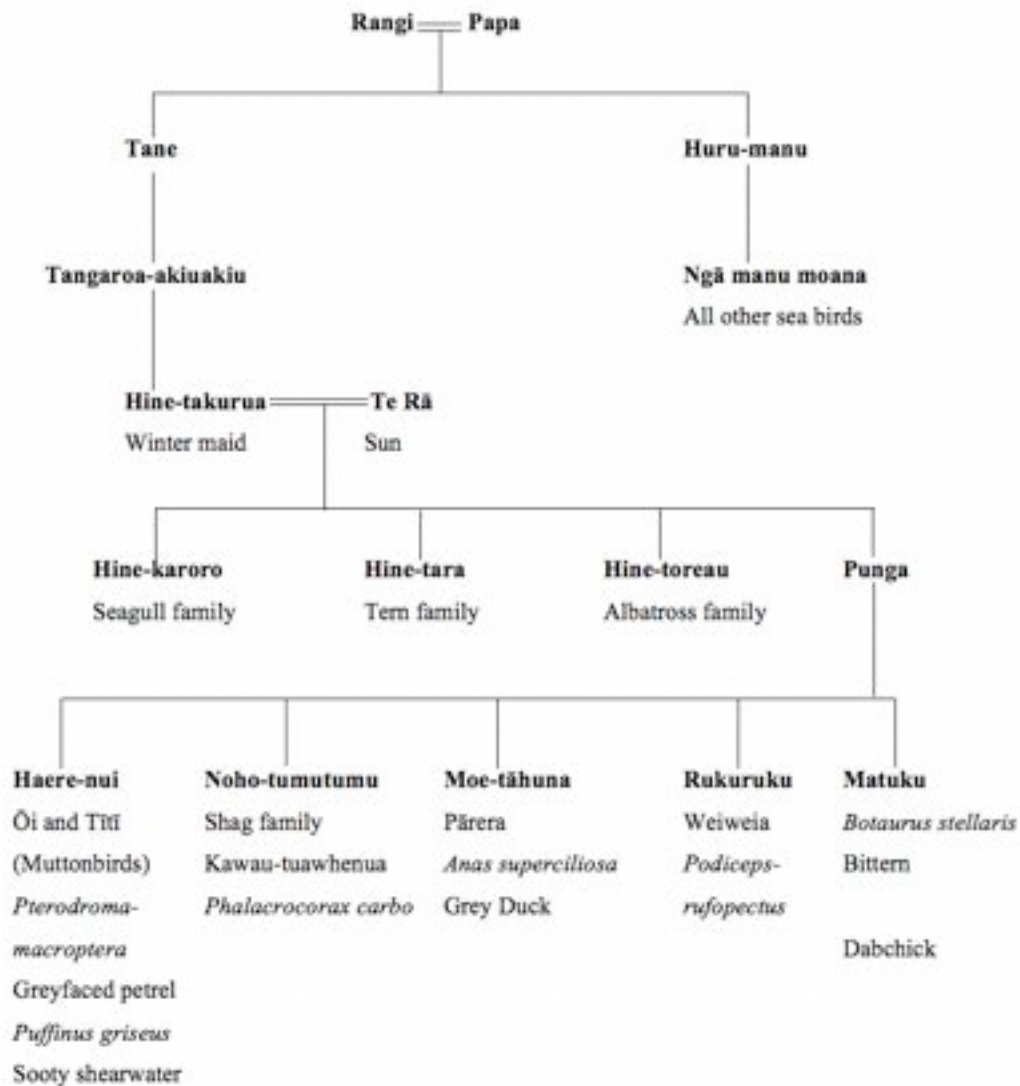 Rangi Papa
Tane Huru-manu
Tangaroa-akiuakiu Ngā manu moana
All other sea birds
Hine-takurua Te Rā
Winter maid Sun
Hine-karoro Hine-tara Hine-toreau Punga
Seagull family Tern family Albatross family
Haere-nui Noho-tumutumu Moe-tāhuna Rukuruku Matuku
Ōi and Tītī Shag family Pārera Weiweia Botaurus stellaris
(Muttonbirds) Kawau-tuawhenua Anas superciliosa Podiceps- Bittern
Pterodroma- Phalacrocorax carbo Grey Duck rufopectus
macroptera Dabchick
Greyfaced petrel
Puffinus griseus
Sooty shearwater